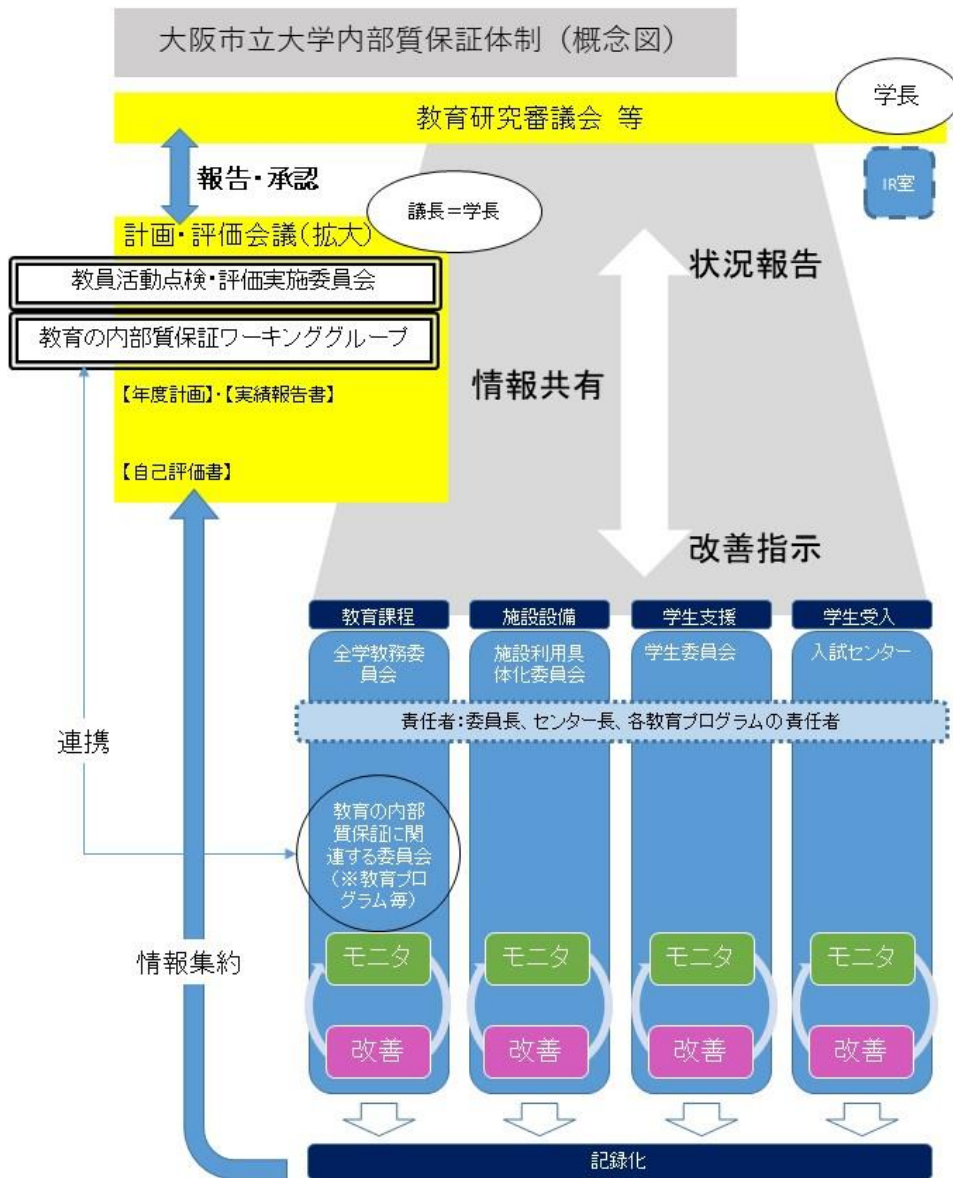 大阪市立大学内部質保証体制（概念図）
学長
教育研究審議会 等
IR室
報告・承認
議長＝学長
計画・評価会議（拡大）
教員活動点検・評価実施委員会
教育の内部質保証ワーキンググループ
【年度計画】・【実績報告書】
【自己評価書】
状況報告
情報共有
改善指示
教育課程
施設設備
学生支援
学生受入
全学教務委
員会
施設利用具
体化委員会
学生委員会
入試センター
責任者：委員長、センター長、各教育プログラムの責任者
連携
教育の内部
質保証に関
連する委員会
（※教育プロ
グラム毎）
情報集約
モニタ
モニタ
モニタ
モニタ
改善
改善
改善
改善
記録化